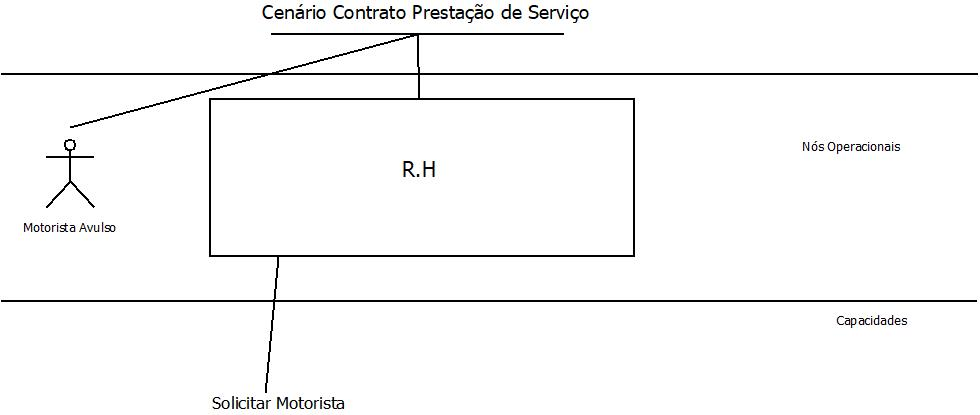 Cenário Contrato Prestação de Serviço
Nós Operacionais
R.H
Motorista Avulso
Capacidades
Solicitar Motorista